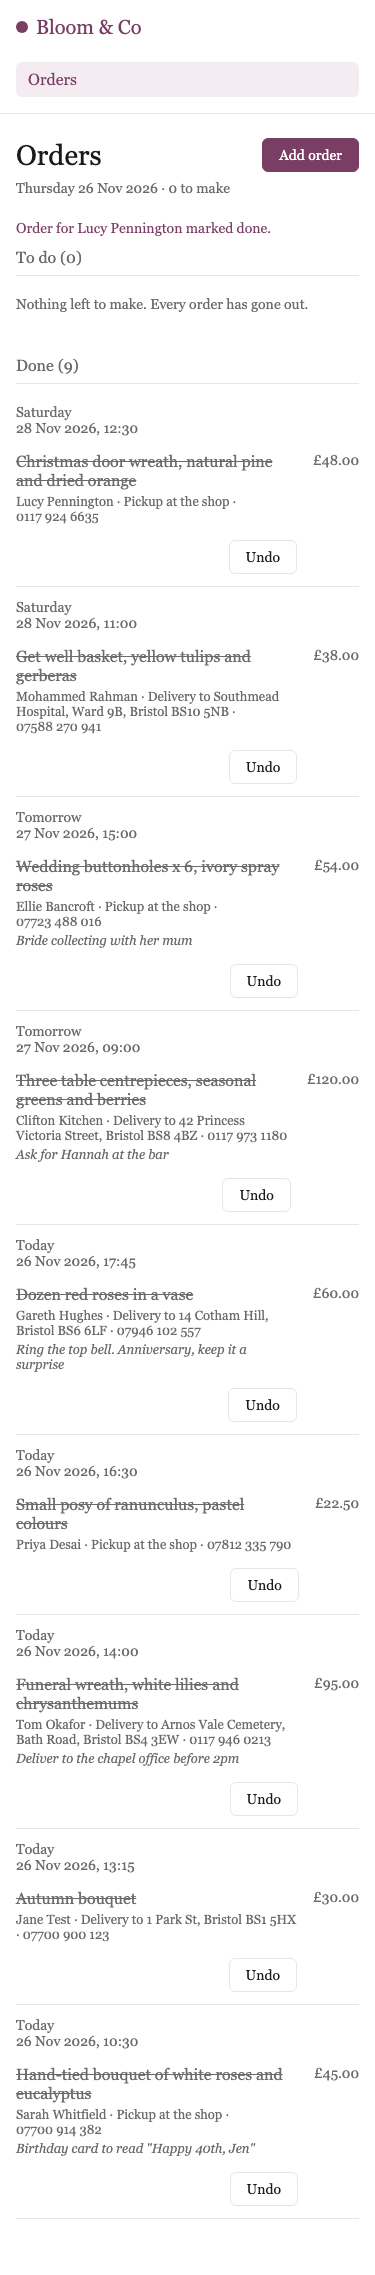 Bloom & Co
Orders
Orders
Add order
Thursday 26 Nov 2026 · 0 to make
Order for Lucy Pennington marked done.
To do (0)
Nothing left to make. Every order has gone out.
Done (9)
Saturday
28 Nov 2026, 12:30
Christmas door wreath, natural pine
and dried orange
£48.00
Lucy Pennington · Pickup at the shop ·
0117 924 6635
Undo
Saturday
28 Nov 2026, 11:00
Get well basket, yellow tulips and
gerberas
£38.00
Mohammed Rahman · Delivery to Southmead
Hospital, Ward 9B, Bristol BS10 5NB ·
07588 270 941
Undo
Tomorrow
27 Nov 2026, 15:00
Wedding buttonholes x 6, ivory spray
roses
£54.00
Ellie Bancroft · Pickup at the shop ·
07723 488 016
Bride collecting with her mum
Undo
Tomorrow
27 Nov 2026, 09:00
Three table centrepieces, seasonal
greens and berries
£120.00
Clifton Kitchen · Delivery to 42 Princess
Victoria Street, Bristol BS8 4BZ · 0117 973 1180
Ask for Hannah at the bar
Undo
Today
26 Nov 2026, 17:45
Dozen red roses in a vase
£60.00
Gareth Hughes · Delivery to 14 Cotham Hill,
Bristol BS6 6LF · 07946 102 557
Ring the top bell. Anniversary, keep it a
surprise
Undo
Today
26 Nov 2026, 16:30
Small posy of ranunculus, pastel
colours
£22.50
Priya Desai · Pickup at the shop · 07812 335 790
Undo
Today
26 Nov 2026, 14:00
Funeral wreath, white lilies and
chrysanthemums
£95.00
Tom Okafor · Delivery to Arnos Vale Cemetery,
Bath Road, Bristol BS4 3EW · 0117 946 0213
Deliver to the chapel office before 2pm
Undo
Today
26 Nov 2026, 13:15
Autumn bouquet
£30.00
Jane Test · Delivery to 1 Park St, Bristol BS1 5HX
· 07700 900 123
Undo
Today
26 Nov 2026, 10:30
Hand-tied bouquet of white roses and
eucalyptus
£45.00
Sarah Whitfield · Pickup at the shop ·
07700 914 382
Birthday card to read "Happy 40th, Jen"
Undo